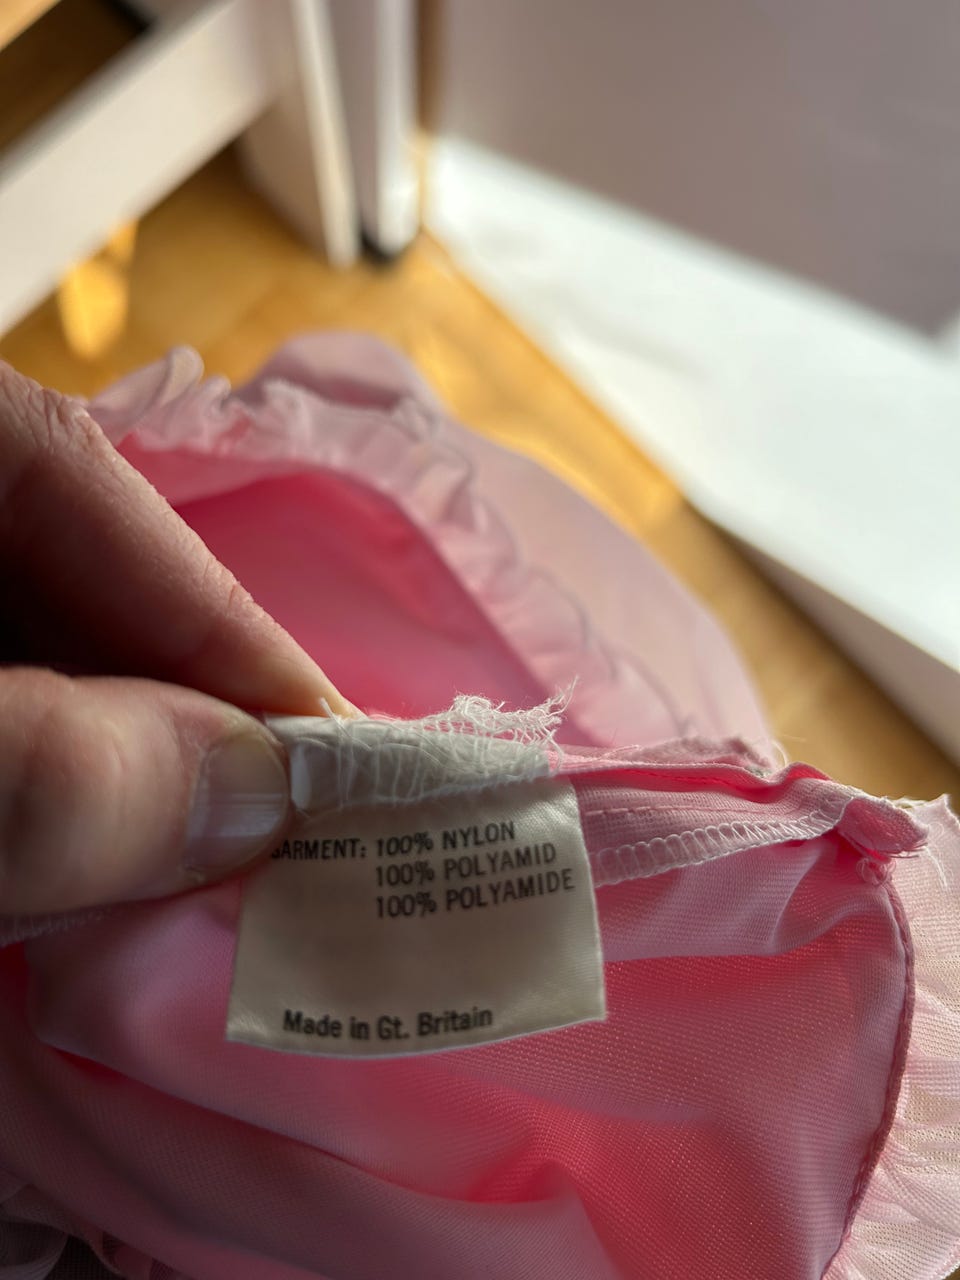 GARMENT: 100% NYLON
100% POLYAMID
100% POLYAMIDE
Made in Gt. Britain